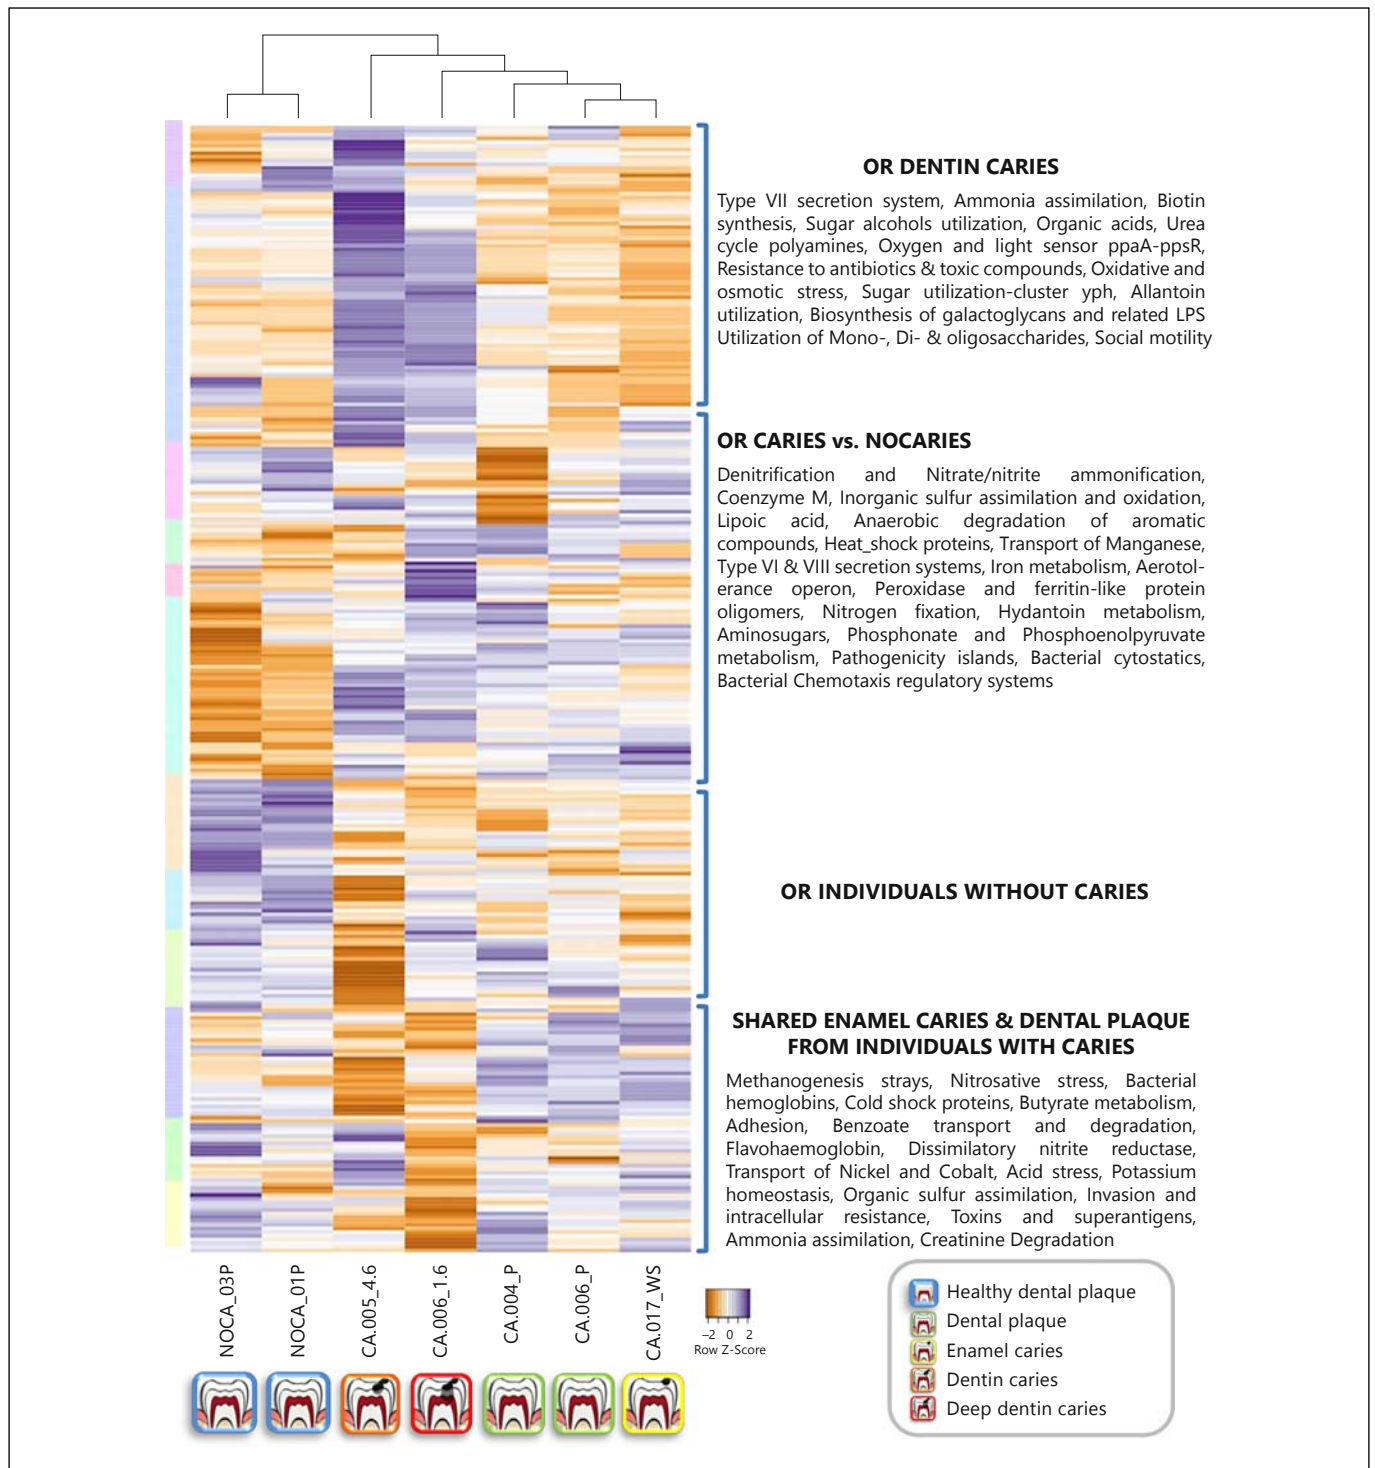 OR DENTIN CARIES
Type VII secretion system, Ammonia assimilation, Biotin
synthesis, Sugar alcohols utilization, Organic acids, Urea
cycle polyamines, Oxygen and light sensor ppaA-ppsR,
Resistance to antibiotics & toxic compounds, Oxidative and
osmotic stress, Sugar utilization-cluster yph, Allantoin
utilization, Biosynthesis of galactoglycans and related LPS
Utilization of Mono-, Di- & oligosaccharides, Social motility
OR CARIES vs. NOCARIES
Denitrification and Nitrate/nitrite ammonification,
Coenzyme M, Inorganic sulfur assimilation and oxidation,
Lipoic acid, Anaerobic degradation of aromatic
compounds, Heat_shock proteins, Transport of Manganese,
Type VI & VIII secretion systems, Iron metabolism, Aerotol-
erance operon, Peroxidase and ferritin-like protein
oligomers, Nitrogen fixation, Hydantoin metabolism,
Aminosugars, Phosphonate and Phosphoenolpyruvate
metabolism, Pathogenicity islands, Bacterial cytostatics,
Bacterial Chemotaxis regulatory systems
OR INDIVIDUALS WITHOUT CARIES
SHARED ENAMEL CARIES & DENTAL PLAQUE
FROM INDIVIDUALS WITH CARIES
Methanogenesis strays, Nitrosative stress, Bacterial
hemoglobins, Cold shock proteins, Butyrate metabolism,
Adhesion, Benzoate transport and degradation,
Flavohaemoglobin, Dissimilatory nitrite reductase,
Transport of Nickel and Cobalt, Acid stress, Potassium
homeostasis, Organic sulfur assimilation, Invasion and
intracellular resistance, Toxins and superantigens,
Ammonia assimilation, Creatinine Degradation
NOCA_03P
NOCA_01P
CA.005_4.6
CA.006_1.6
CA.004_P
CA.006_P
CA.017_WS
–2 0 2
Row Z-Score
Healthy dental plaque
Dental plaque
Enamel caries
Dentin caries
Deep dentin caries